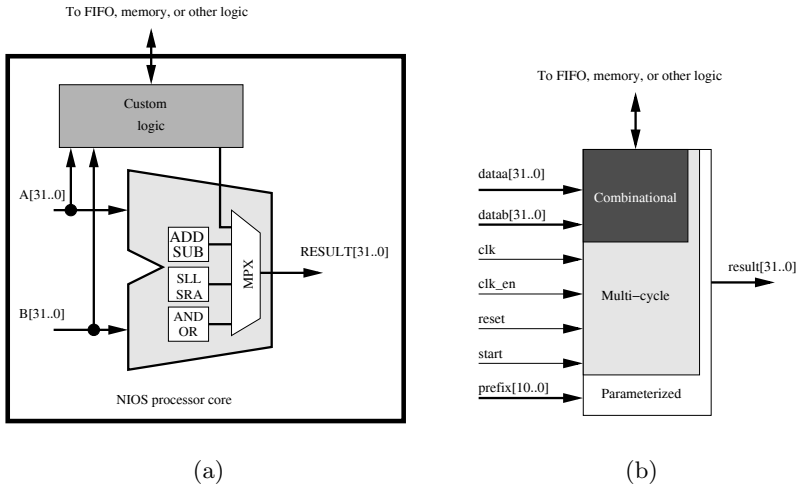 To FIFO, memory, or other logic
Custom
logic
A[31..0]
ADD
SUB
SLL
SRA
AND
OR
MPX
RESULT[31..0]
B[31..0]
NIOS processor core
(a)
To FIFO, memory, or other logic
dataa[31..0]
Combinational
datab[31..0]
clk
clk_en
Multi−cycle
result[31..0]
reset
start
prefix[10..0]
Parameterized
(b)